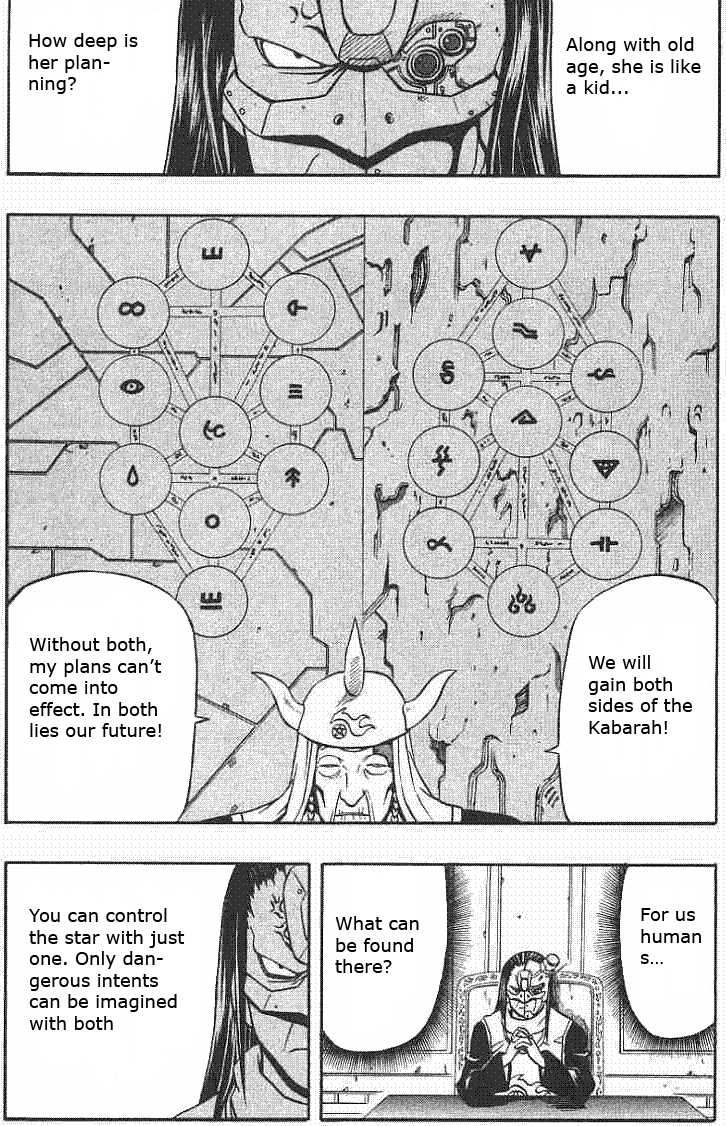 Along with old
age, she is like
a kid...
How deep is
her plan-
ning?
We will
gain both
sides of the
Kabarah!
Without both,
my plans can't
come into
effect. In both
lies our future!
For us
human
s...
What can
be found
there?
You can control
the star with just
one. Only dan-
gerous intents
can be imagined
with both